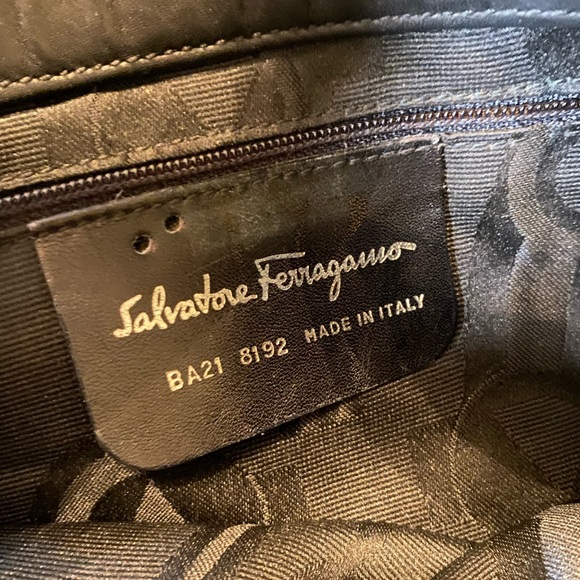 Salvatore Ferragamo
BA21 8192 MADE IN ITALY